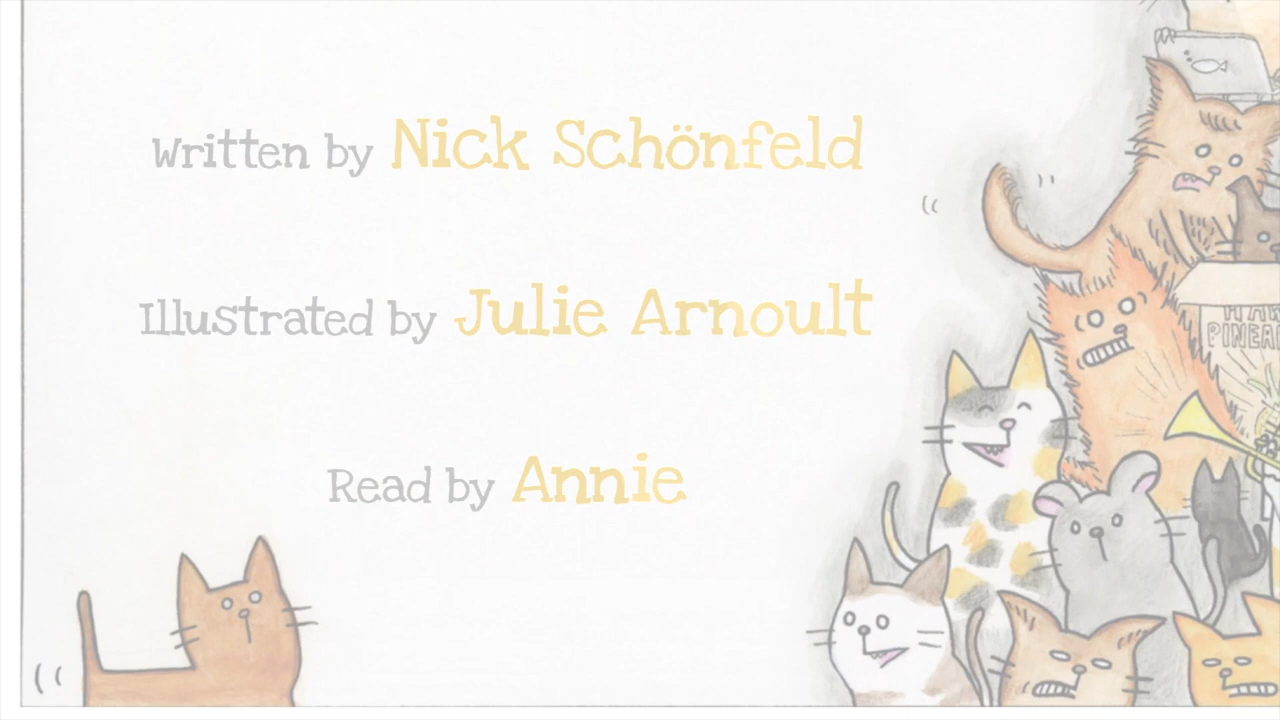 Written by Nick Schönfeld
Illustrated by Julie Arnoult
Read by Annie